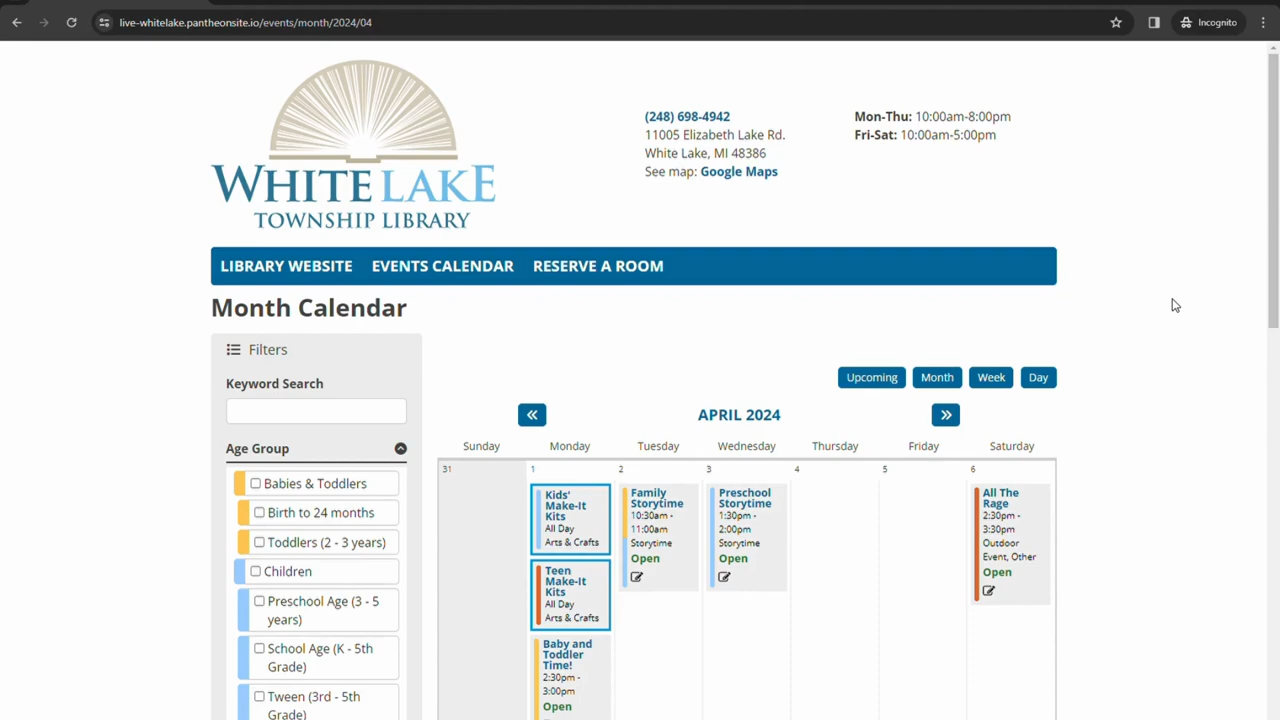 live-whitelake.pantheonsite.io/events/month/2024/04
Incognito
WHITE LAKE
TOWNSHIP LIBRARY
(248) 698-4942
11005 Elizabeth Lake Rd.
White Lake, MI 48386
See map: Google Maps
Mon-Thu: 10:00am-8:00pm
Fri-Sat: 10:00am-5:00pm
LIBRARY WEBSITE EVENTS CALENDAR RESERVE A ROOM
Month Calendar
Filters
Keyword Search
Age Group
Babies & Toddlers
Birth to 24 months
Toddlers (2 - 3 years)
Children
Preschool Age (3 - 5
years)
School Age (K - 5th
Grade)
Tween (3rd - 5th
Grade)
Upcoming Month Week Day
« APRIL 2024 »
Sunday Monday Tuesday Wednesday Thursday Friday Saturday
31 1 2 3 4 5 6
Kids'
Make-It
Kits
All Day
Arts & Crafts
Teen
Make-It
Kits
All Day
Arts & Crafts
Baby and
Toddler
Time!
2:30pm -
3:00pm
Open
Family
Storytime
10:30am -
11:00am
Storytime
Open
Preschool
Storytime
1:30pm -
2:00pm
Storytime
Open
All The
Rage
2:30pm -
3:30pm
Outdoor
Event, Other
Open